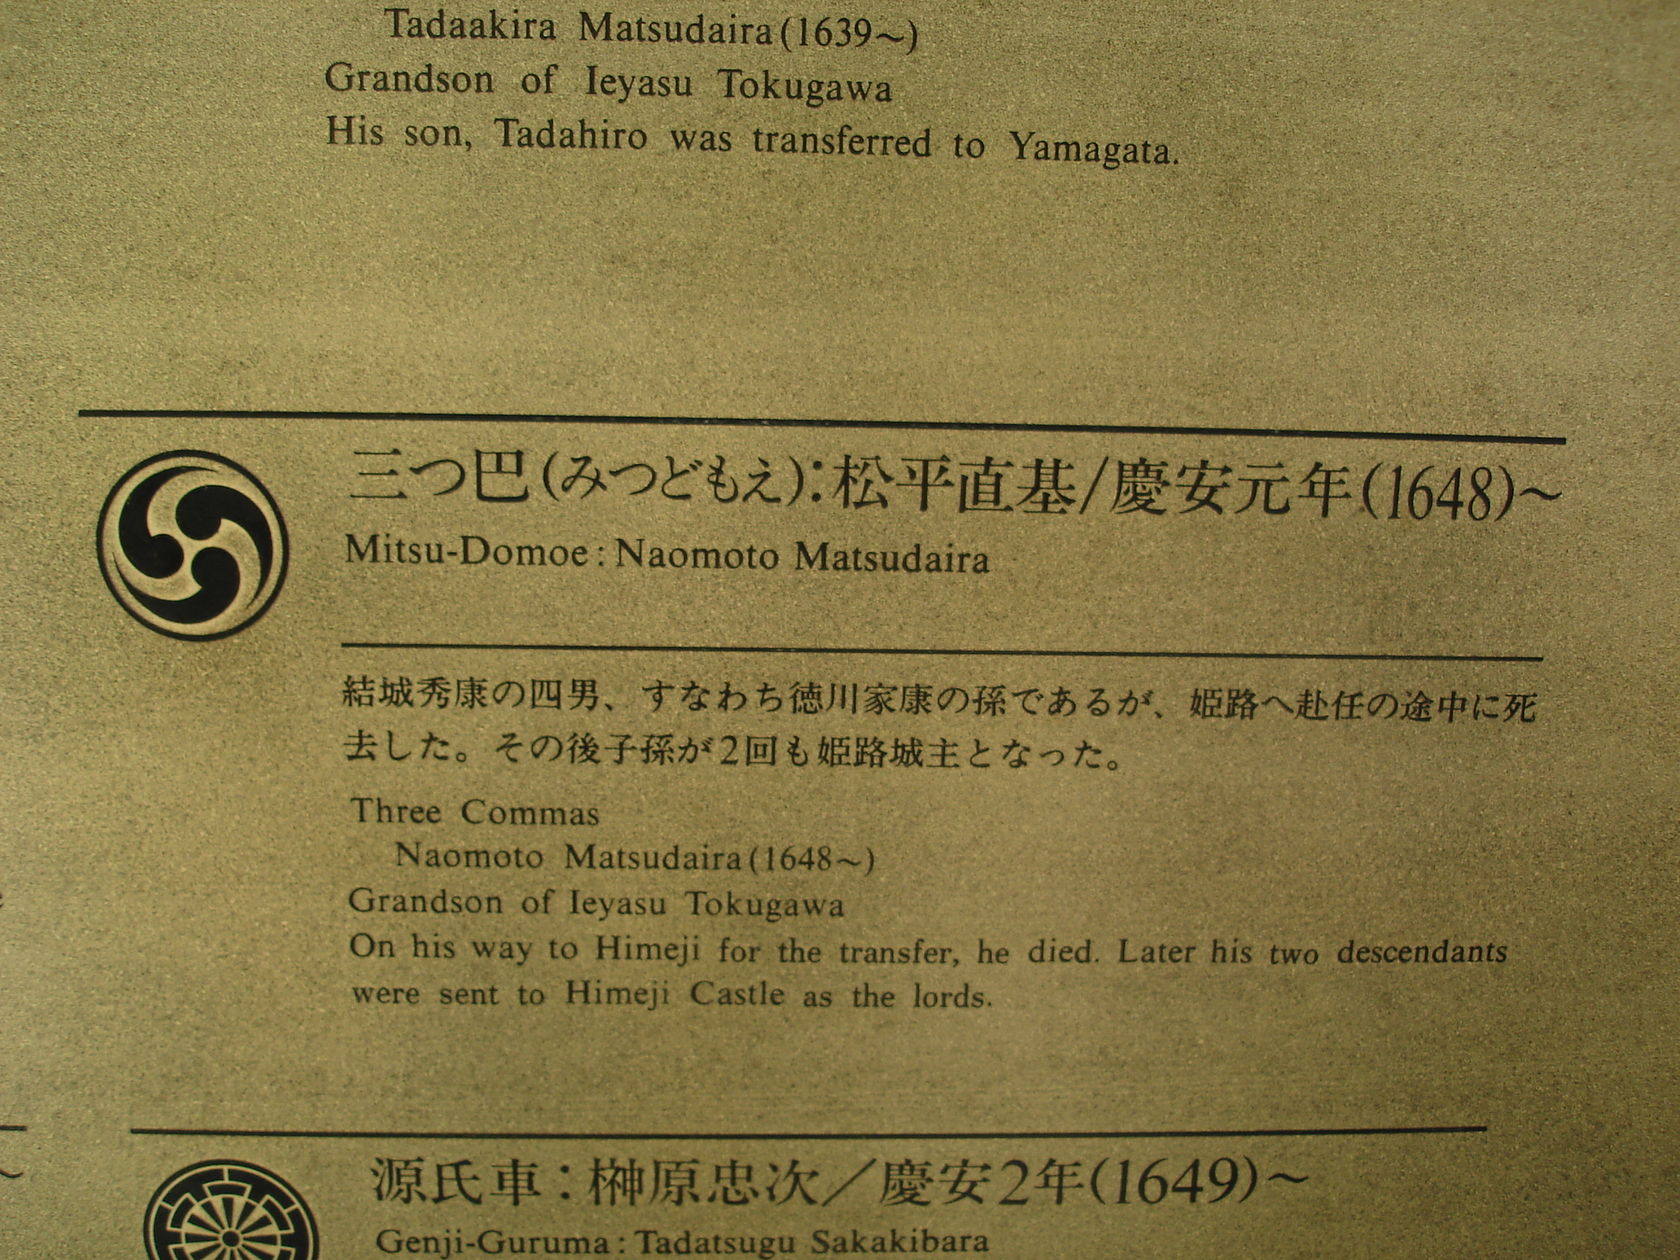 Tadaakira Matsudaira(1639～)
Grandson of Ieyasu Tokugawa
His son, Tadahiro was transferred to Yamagata.
三つ巴(みつどもえ):松平直基/慶安元年(1648)～
Mitsu-Domoe:Naomoto Matsudaira
結城秀康の四男、すなわち徳川家康の孫であるが、姫路へ赴任の途中に死
去した。その後子孫が2回も姫路城主となった。
Three Commas
Naomoto Matsudaira(1648～)
Grandson of Ieyasu Tokugawa
On his way to Himeji for the transfer, he died. Later his two descendants
were sent to Himeji Castle as the lords.
源氏車：榊原忠次／慶安2年(1649)～
Genji-Guruma:Tadatsugu Sakakibara